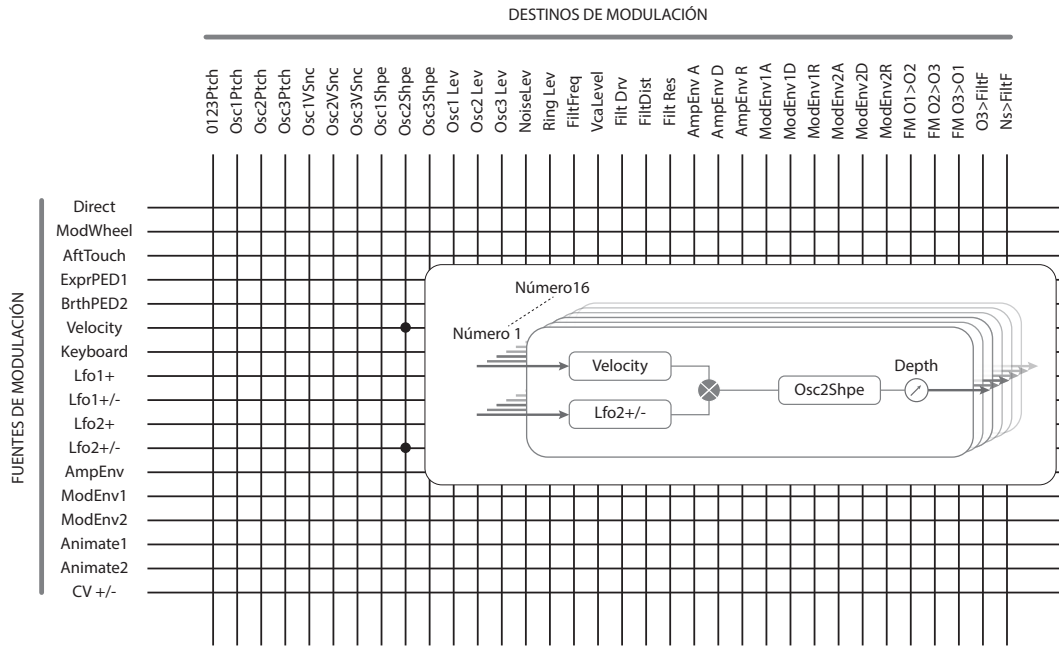 DESTINOS DE MODULACIÓN
0123Ptch
Osc1Ptch
Osc2Ptch
Osc3Ptch
Osc1VSnc
Osc2VSnc
Osc3VSnc
Osc1Shpe
Osc2Shpe
Osc3Shpe
Osc1 Lev
Osc2 Lev
Osc3 Lev
NoiseLev
Ring Lev
FiltFreq
VcaLevel
Filt Drv
FiltDist
Filt Res
AmpEnv A
AmpEnv D
AmpEnv R
ModEnv1A
ModEnv1D
ModEnv1R
ModEnv2A
ModEnv2D
ModEnv2R
FM O1>O2
FM O2>O3
FM O3>O1
O3>FiltF
Ns>FiltF
FUENTES DE MODULACIÓN
Direct
ModWheel
AftTouch
ExprPED1
BrthPED2
Velocity
Keyboard
Lfo1+
Lfo1+/-
Lfo2+
Lfo2+/-
AmpEnv
ModEnv1
ModEnv2
Animate1
Animate2
CV +/-
Número16
Número 1
Velocity
Lfo2+/-
Osc2Shpe
Depth